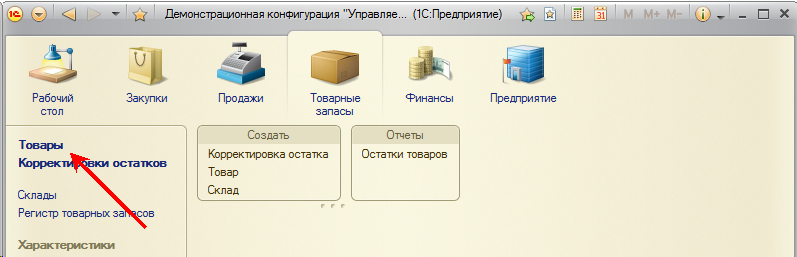 Демонстрационная конфигурация "Управляе... (1С:Предприятие)
M M+ M-
31
Рабочий стол
Закупки
Продажи
Товарные запасы
Финансы
Предприятие
Товары
Корректировки остатков
Склады
Регистр товарных запасов
Характеристики
Создать
Корректировка остатка
Товар
Склад
Отчеты
Остатки товаров